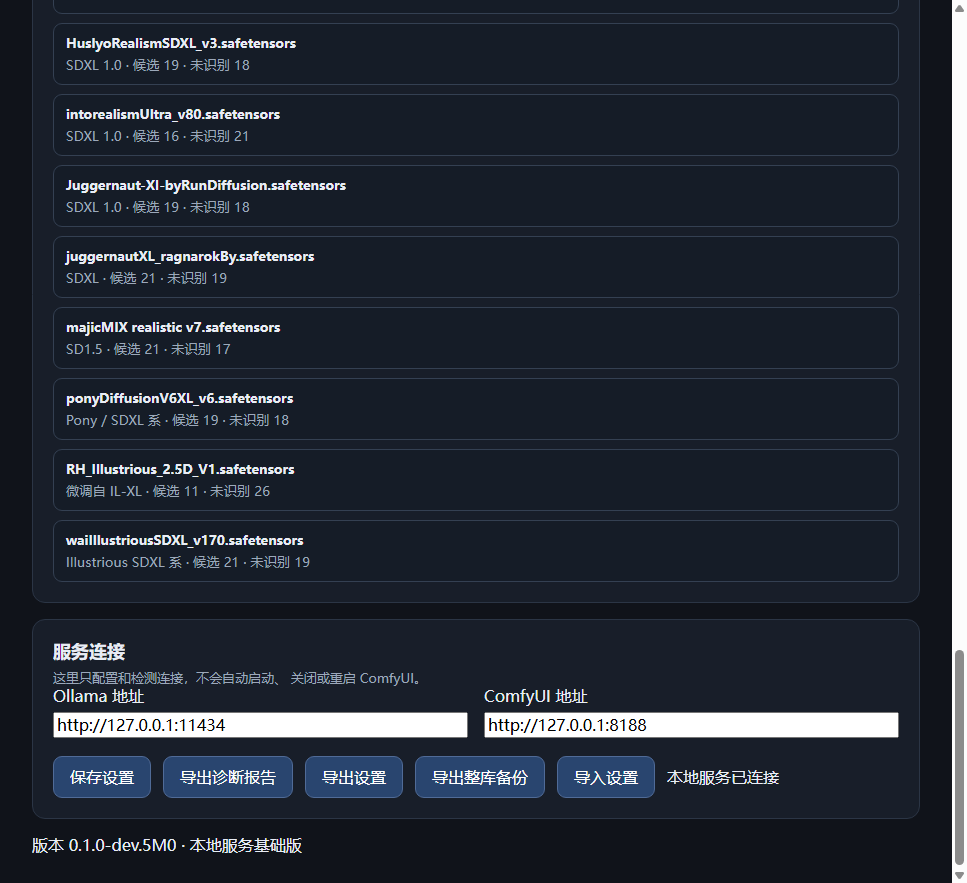 HuslyoRealismSDXL_v3.safetensors
SDXL 1.0 · 候选 19 · 未识别 18
intorealismUltra_v80.safetensors
SDXL 1.0 · 候选 16 · 未识别 21
Juggernaut-XI-byRunDiffusion.safetensors
SDXL 1.0 · 候选 19 · 未识别 18
juggernautXL_ragnarokBy.safetensors
SDXL · 候选 21 · 未识别 19
majicMIX realistic v7.safetensors
SD1.5 · 候选 21 · 未识别 17
ponyDiffusionV6XL_v6.safetensors
Pony / SDXL 系 · 候选 19 · 未识别 18
RH_Illustrious_2.5D_V1.safetensors
微调自 IL-XL · 候选 11 · 未识别 26
waiIllustriousSDXL_v170.safetensors
Illustrious SDXL 系 · 候选 21 · 未识别 19
服务连接
这里只配置和检测连接，不会自动启动、 关闭或重启 ComfyUI。
Ollama 地址 ComfyUI 地址
http://127.0.0.1:11434 http://127.0.0.1:8188
保存设置 导出诊断报告 导出设置 导出整库备份 导入设置 本地服务已连接
版本 0.1.0-dev.5M0 · 本地服务基础版